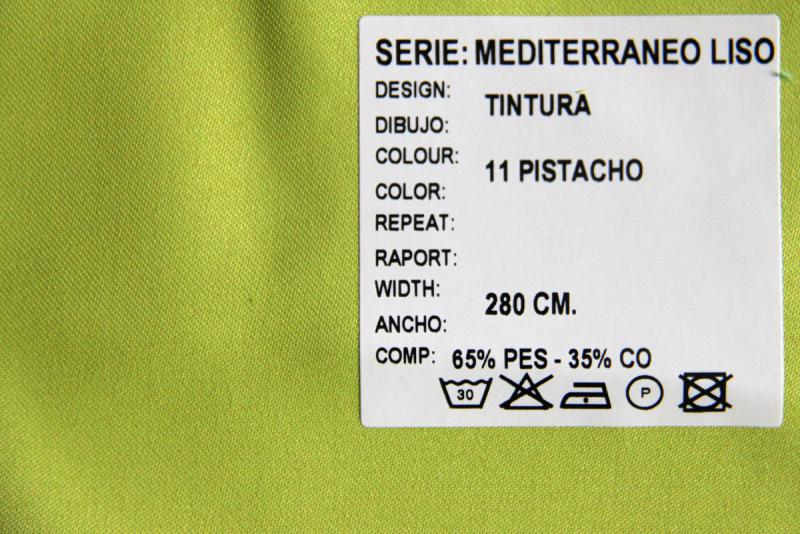 SERIE: MEDITERRANEO LISO
DESIGN:
TINTURA
DIBUJO:
COLOUR:
11 PISTACHO
COLOR:
REPEAT:
RAPORT:
WIDTH:
280 CM.
ANCHO:
COMP: 65% PES - 35% CO
30 P